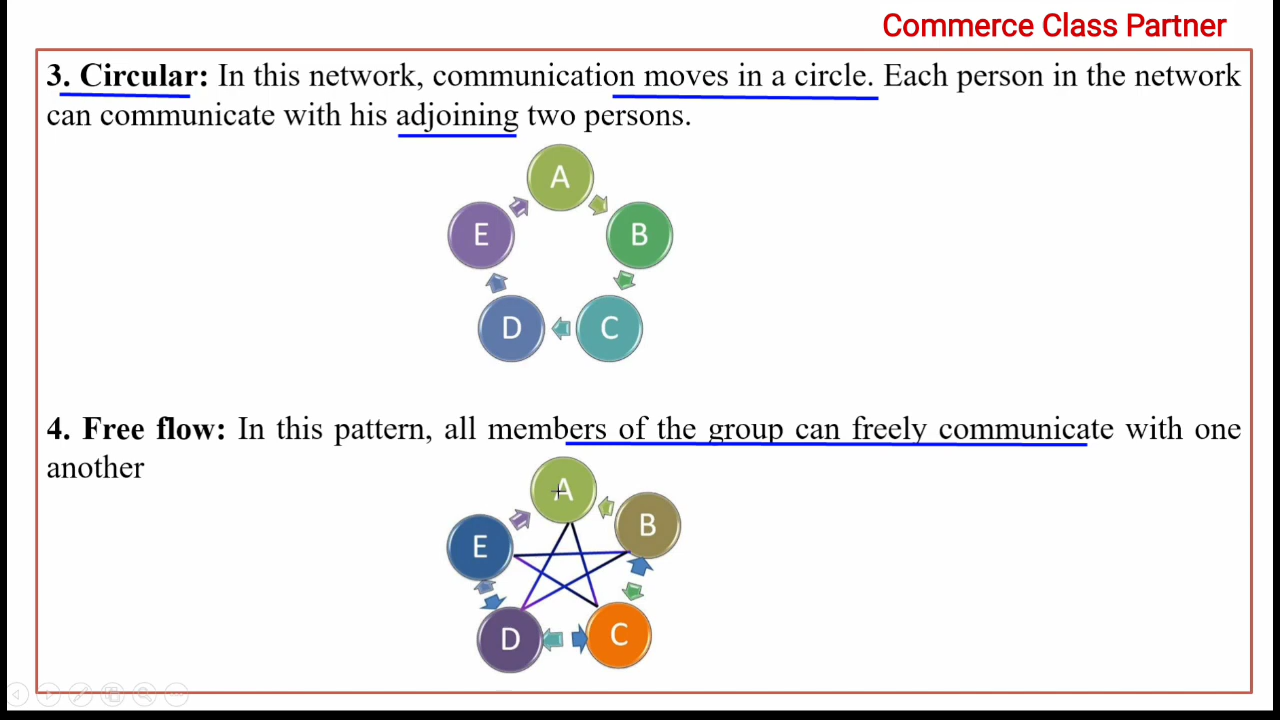 Commerce Class Partner
3. Circular: In this network, communication moves in a circle. Each person in the network
can communicate with his adjoining two persons.
A
E
B
D
C
4. Free flow: In this pattern, all members of the group can freely communicate with one
another
A
B
E
D
C